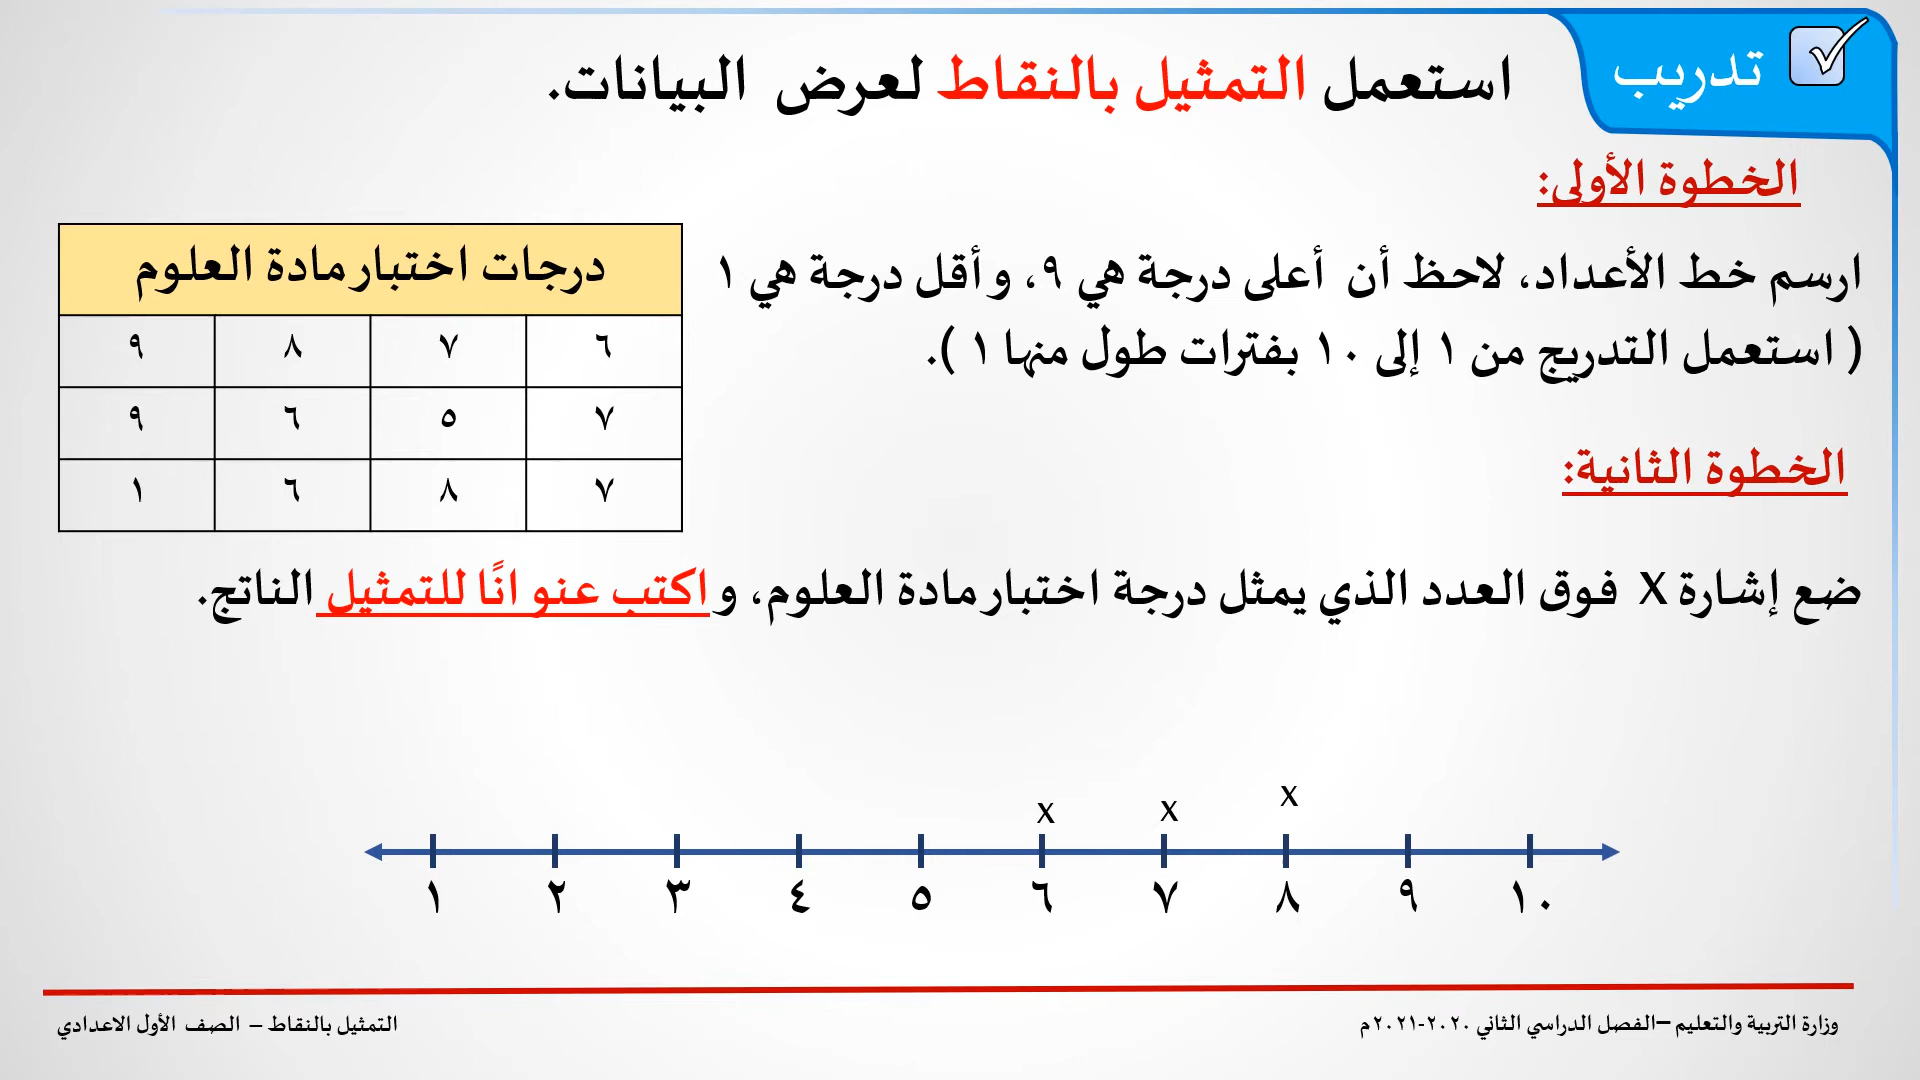 تدريب
استعمل التمثيل بالنقاط لعرض البيانات.
الخطوة الأولى:
ارسم خط الأعداد، لاحظ أن أعلى درجة هي ٩، وأقل درجة هي ١
( استعمل التدريج من ١ إلى ١٠ بفترات طول منها ١ ).
درجات اختبار مادة العلوم
٦ ٧ ٨ ٩
٧ ٥ ٦ ٩
٧ ٨ ٦ ١
الخطوة الثانية:
ضع إشارة X فوق العدد الذي يمثل درجة اختبار مادة العلوم، واكتب عنوانًا للتمثيل الناتج.
x x x
١ ٢ ٣ ٤ ٥ ٦ ٧ ٨ ٩ ١٠
وزارة التربية والتعليم –الفصل الدراسي الثاني ٢٠٢٠-٢٠٢١م
التمثيل بالنقاط – الصف الأول الاعدادي